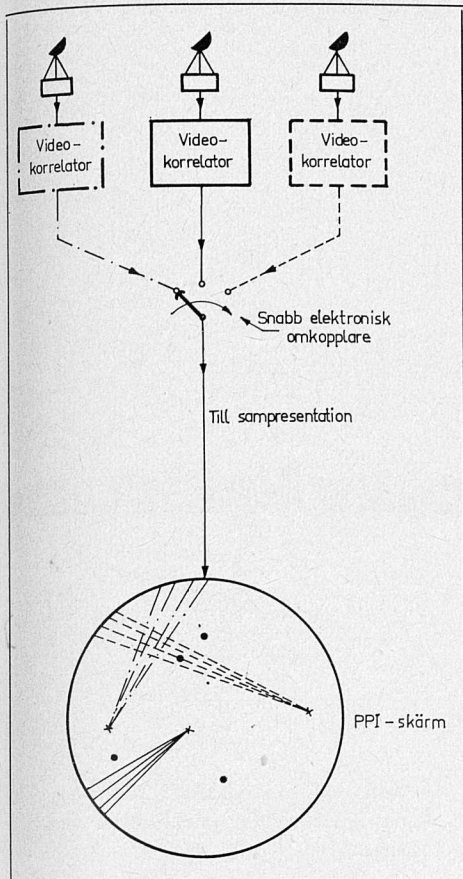 Video-
korrelator
Video-
korrelator
Video-
korrelator
Snabb elektronisk
omkopplare
Till sampresentation
PPI-skärm